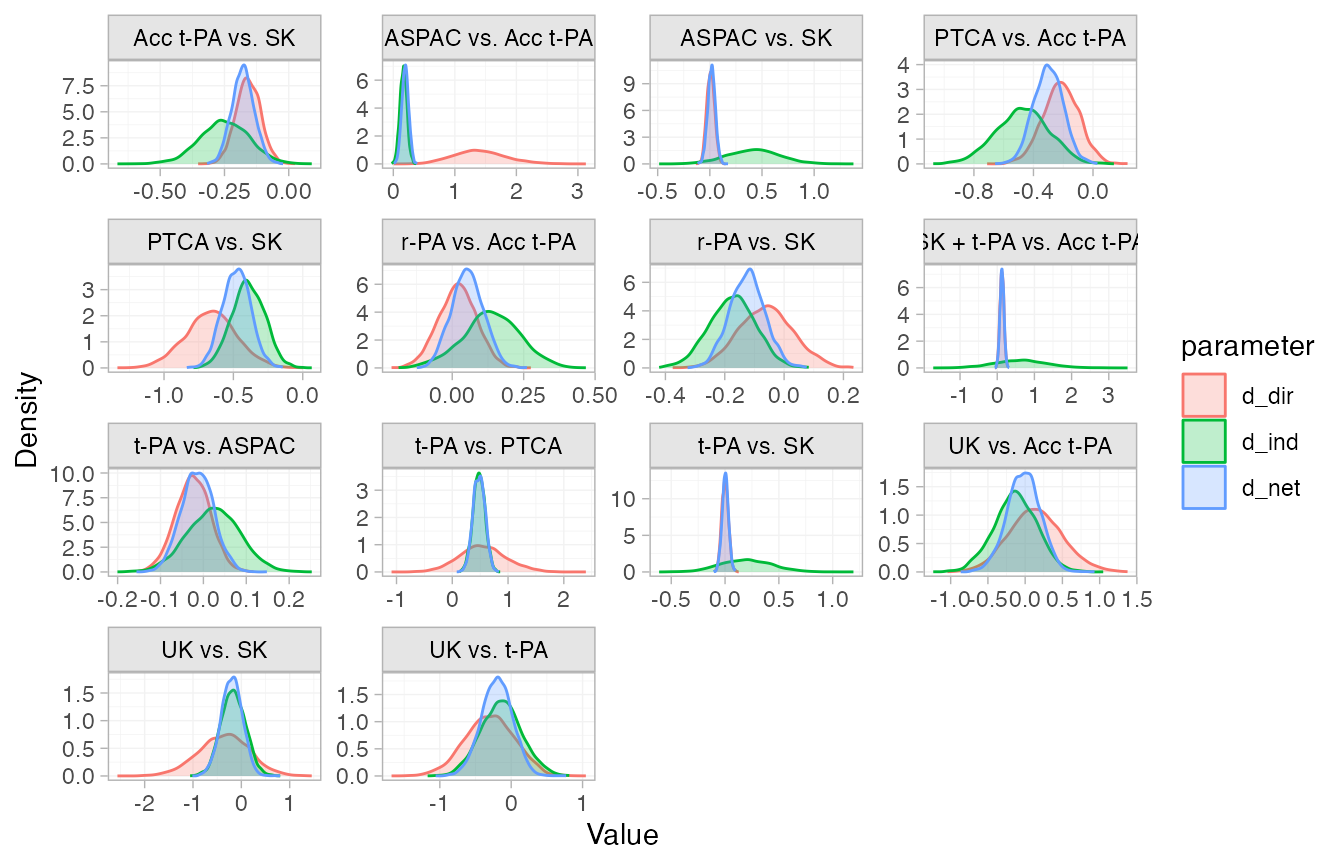 Acc t-PA vs. SK
ASPAC vs. Acc t-PA
ASPAC vs. SK
PTCA vs. Acc t-PA
7.5
5.0
2.5
0.0
-0.50 -0.25 0.00
6
4
2
0
0 1 2 3
9
6
3
0
-0.5 0.0 0.5 1.0
4
3
2
1
0
-0.8 -0.4 0.0
PTCA vs. SK
r-PA vs. Acc t-PA
r-PA vs. SK
SK + t-PA vs. Acc t-PA
3
2
1
0
-1.0 -0.5 0.0
6
4
2
0
0.00 0.25 0.50
6
4
2
0
-0.4 -0.2 0.0 0.2
6
4
2
0
-1 0 1 2 3
t-PA vs. ASPAC
t-PA vs. PTCA
t-PA vs. SK
UK vs. Acc t-PA
10.0
7.5
5.0
2.5
0.0
-0.2 -0.1 0.0 0.1 0.2
3
2
1
0
-1 0 1 2
10
5
0
-0.5 0.0 0.5 1.0
1.5
1.0
0.5
0.0
-1.0 -0.5 0.0 0.5 1.0 1.5
UK vs. SK
UK vs. t-PA
1.5
1.0
0.5
0.0
-2 -1 0 1
1.5
1.0
0.5
0.0
-1 0 1
Density
Value
parameter
d_dir
d_ind
d_net